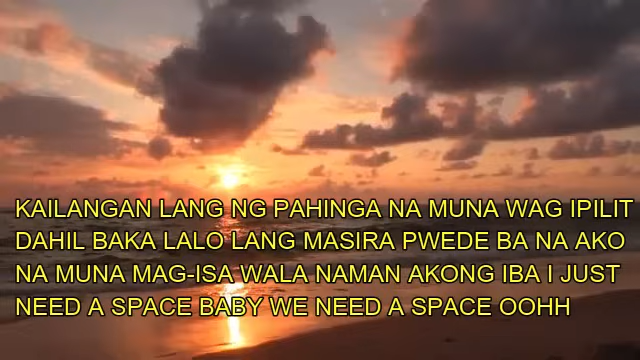 KAILANGAN LANG NG PAHINGA NA MUNA WAG IPILIT
DAHIL BAKA LALO LANG MASIRA PWEDE BA NA AKO
NA MUNA MAG-ISA WALA NAMAN AKONG IBA I JUST
NEED A SPACE BABY WE NEED A SPACE OOHH